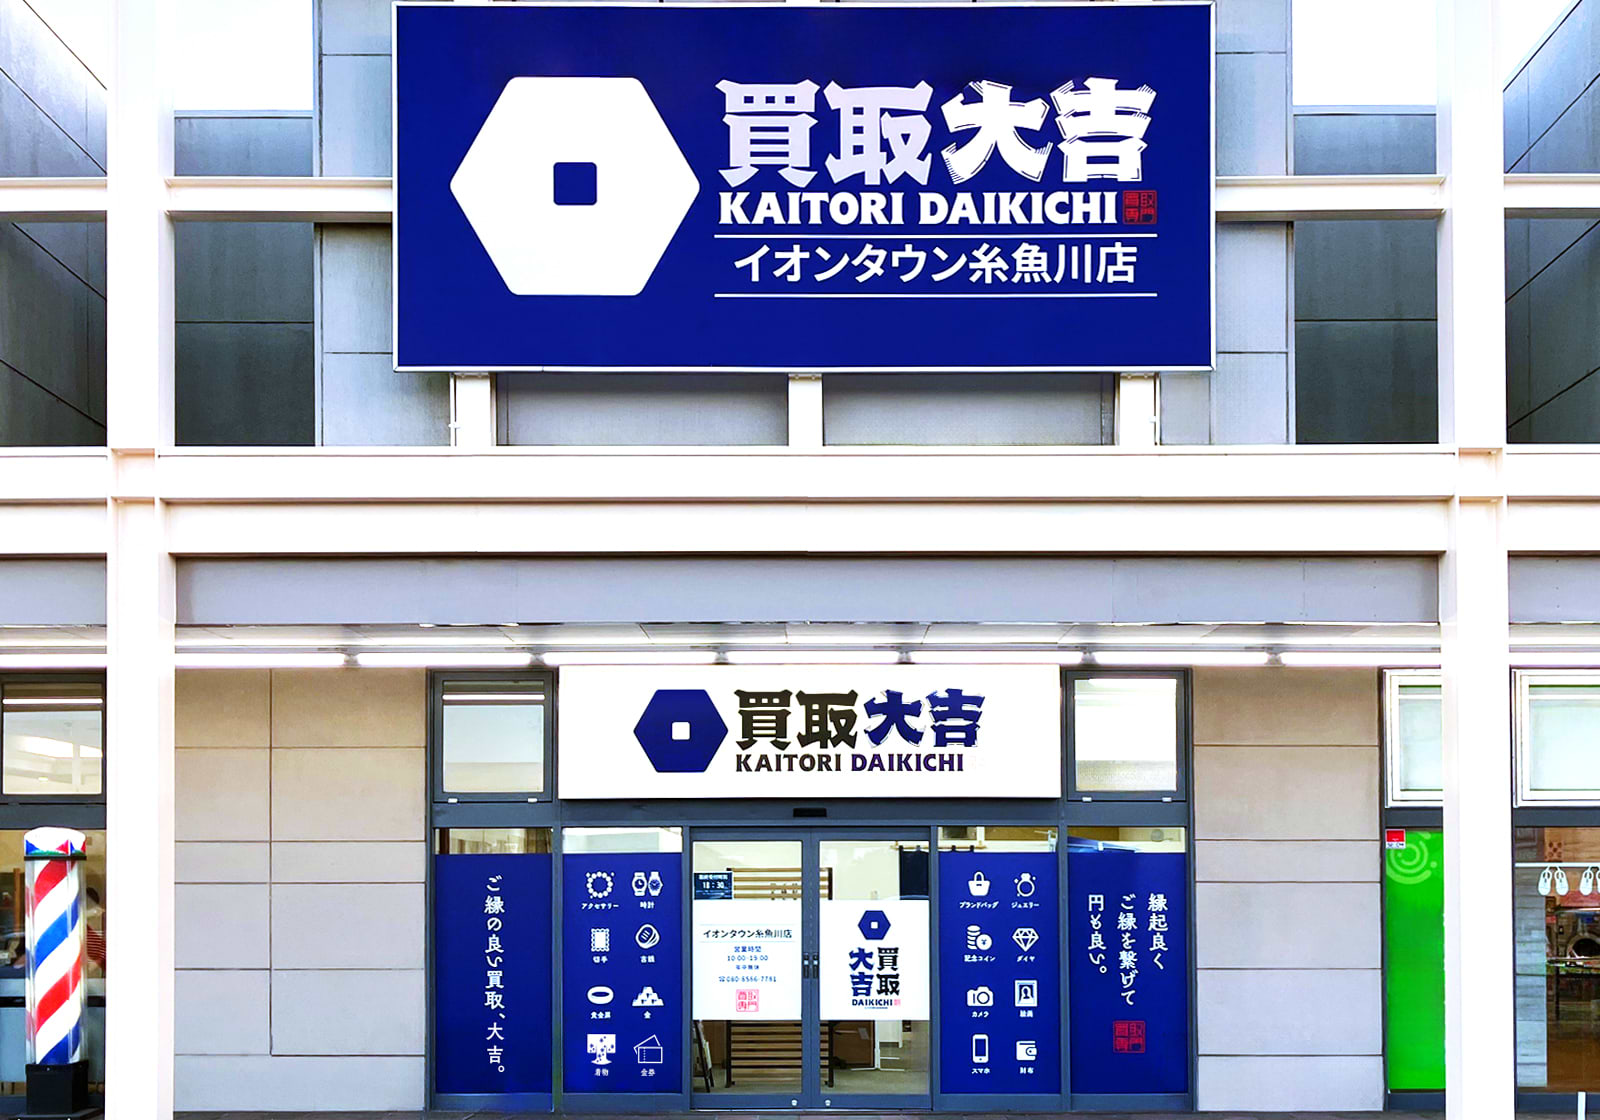 買取大吉
KAITORI DAIKICHI
買取専門
イオンタウン糸魚川店
買取大吉
KAITORI DAIKICHI
ご縁の良い買取、大吉。
アクセサリー
時計
切手
古銭
貴金属
金
着物
金券
18:30
イオンタウン糸魚川店
営業時間
10:00-19:00
年中無休
買取専門
買取
大吉
DAIKICHI
ブランドバッグ
ジュエリー
記念コイン
ダイヤ
カメラ
絵画
スマホ
財布
縁起良く
ご縁を繋げて
円も良い。
買取専門